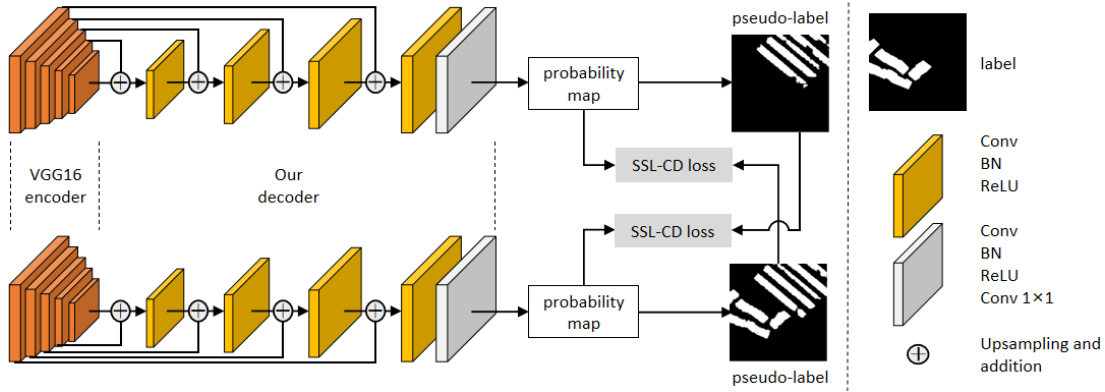 pseudo-label
probability
map
SSL-CD loss
VGG16
encoder
Our
decoder
SSL-CD loss
probability
map
pseudo-label
label
Conv
BN
ReLU
Conv
BN
ReLU
Conv 1×1
Upsampling and
addition